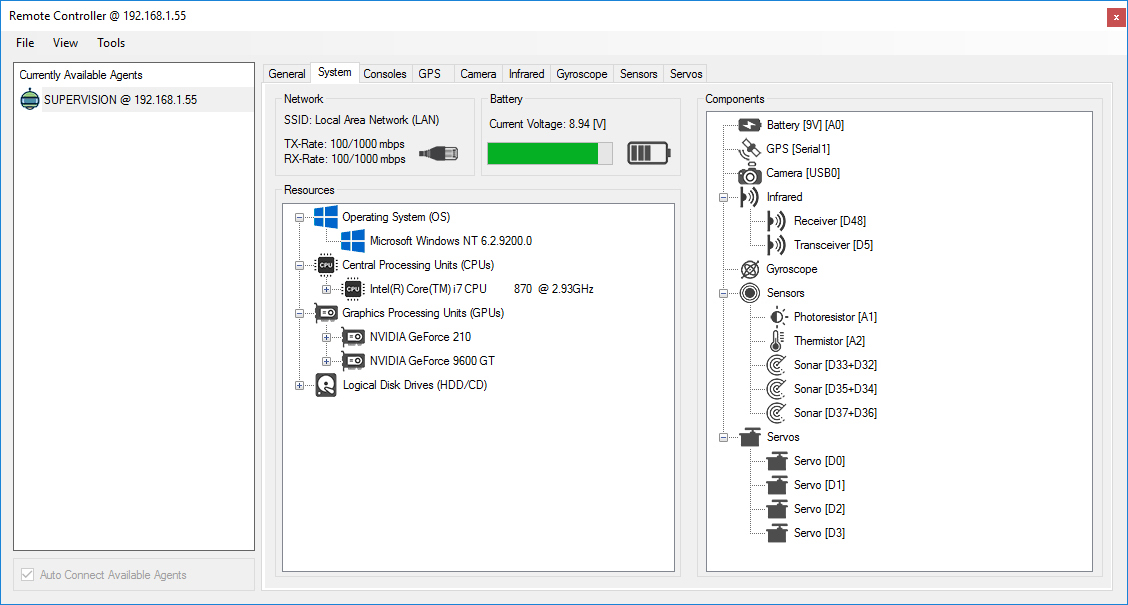 Remote Controller @ 192.168.1.55
x
File View Tools
Currently Available Agents
SUPERVISION @ 192.168.1.55
Auto Connect Available Agents
General System Consoles GPS Camera Infrared Gyroscope Sensors Servos
Network
SSID: Local Area Network (LAN)
TX-Rate: 100/1000 mbps
RX-Rate: 100/1000 mbps
Battery
Current Voltage: 8.94 [V]
Resources
Operating System (OS)
Microsoft Windows NT 6.2.9200.0
CPU Central Processing Units (CPUs)
CPU Intel(R) Core(TM) i7 CPU 870 @ 2.93GHz
Graphics Processing Units (GPUs)
NVIDIA GeForce 210
NVIDIA GeForce 9600 GT
Logical Disk Drives (HDD/CD)
Components
Battery [9V] [A0]
GPS [Serial1]
Camera [USB0]
Infrared
Receiver [D48]
Transceiver [D5]
Gyroscope
Sensors
Photoresistor [A1]
Thermistor [A2]
Sonar [D33+D32]
Sonar [D35+D34]
Sonar [D37+D36]
Servos
Servo [D0]
Servo [D1]
Servo [D2]
Servo [D3]